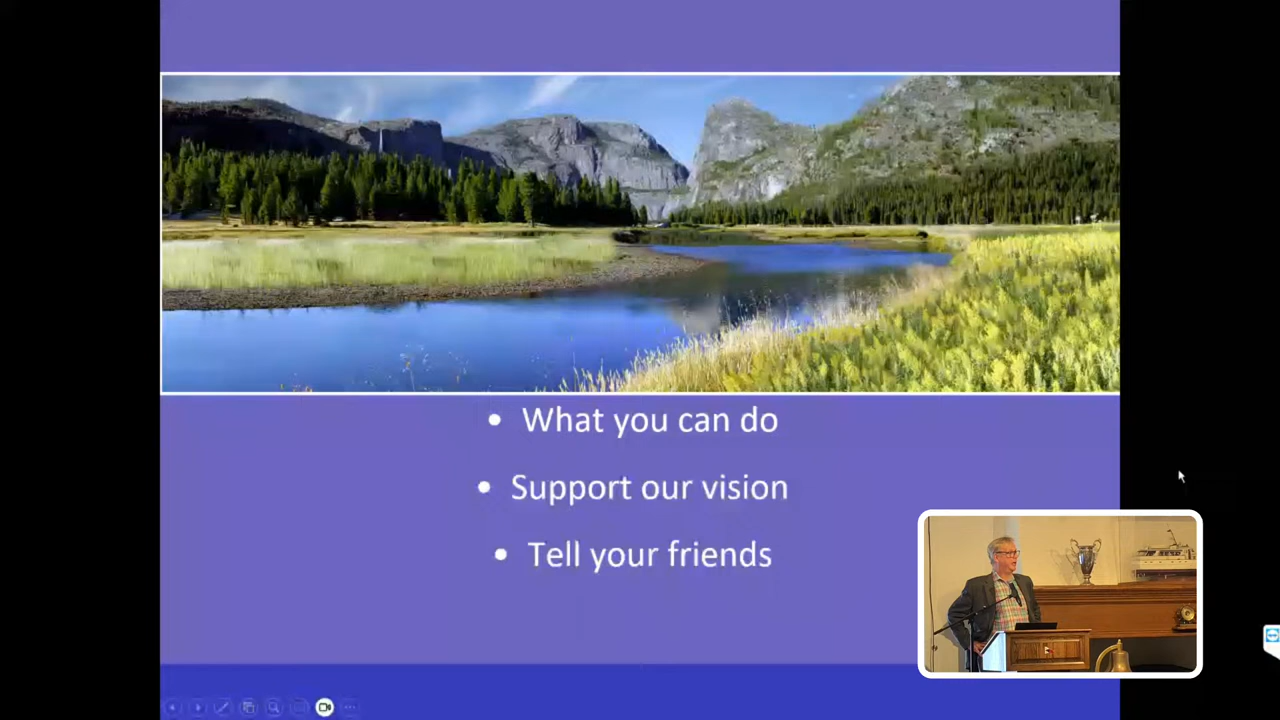 • What you can do
• Support our vision
• Tell your friends